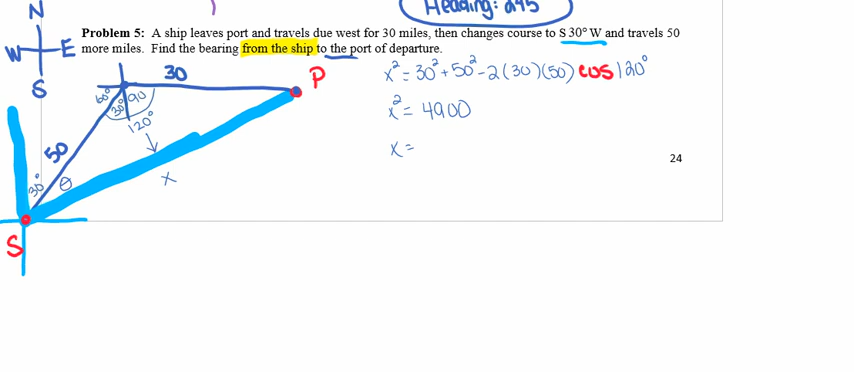 Heading: 245
N
Problem 5: A ship leaves port and travels due west for 30 miles, then changes course to S 30° W and travels 50
more miles. Find the bearing from the ship to the port of departure.
W E
S
30
P
x² = 30² + 50² - 2(30)(50) cos 120°
60°
30° 90
120°
x² = 4900
50
x =
24
x
30° θ
S